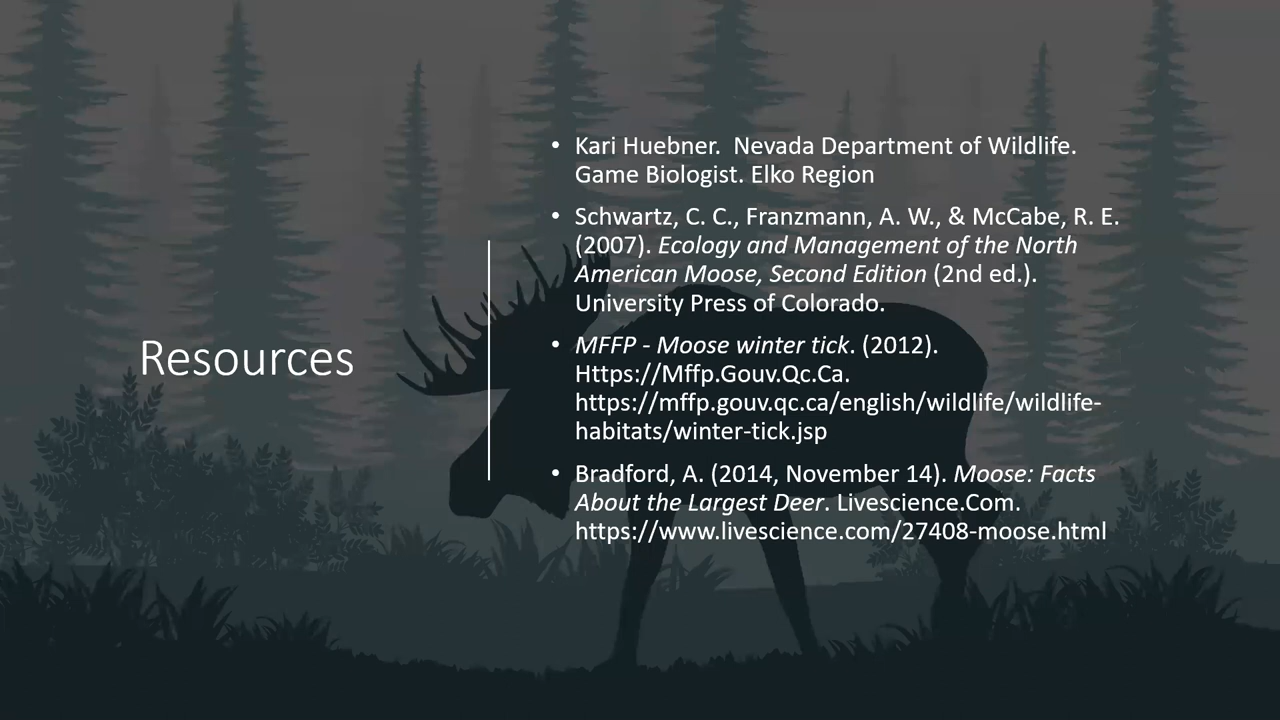 Resources
• Kari Huebner.  Nevada Department of Wildlife.
Game Biologist. Elko Region
• Schwartz, C. C., Franzmann, A. W., & McCabe, R. E.
(2007). Ecology and Management of the North
American Moose, Second Edition (2nd ed.).
University Press of Colorado.
• MFFP - Moose winter tick. (2012).
Https://Mffp.Gouv.Qc.Ca.
https://mffp.gouv.qc.ca/english/wildlife/wildlife-
habitats/winter-tick.jsp
• Bradford, A. (2014, November 14). Moose: Facts
About the Largest Deer. Livescience.Com.
https://www.livescience.com/27408-moose.html